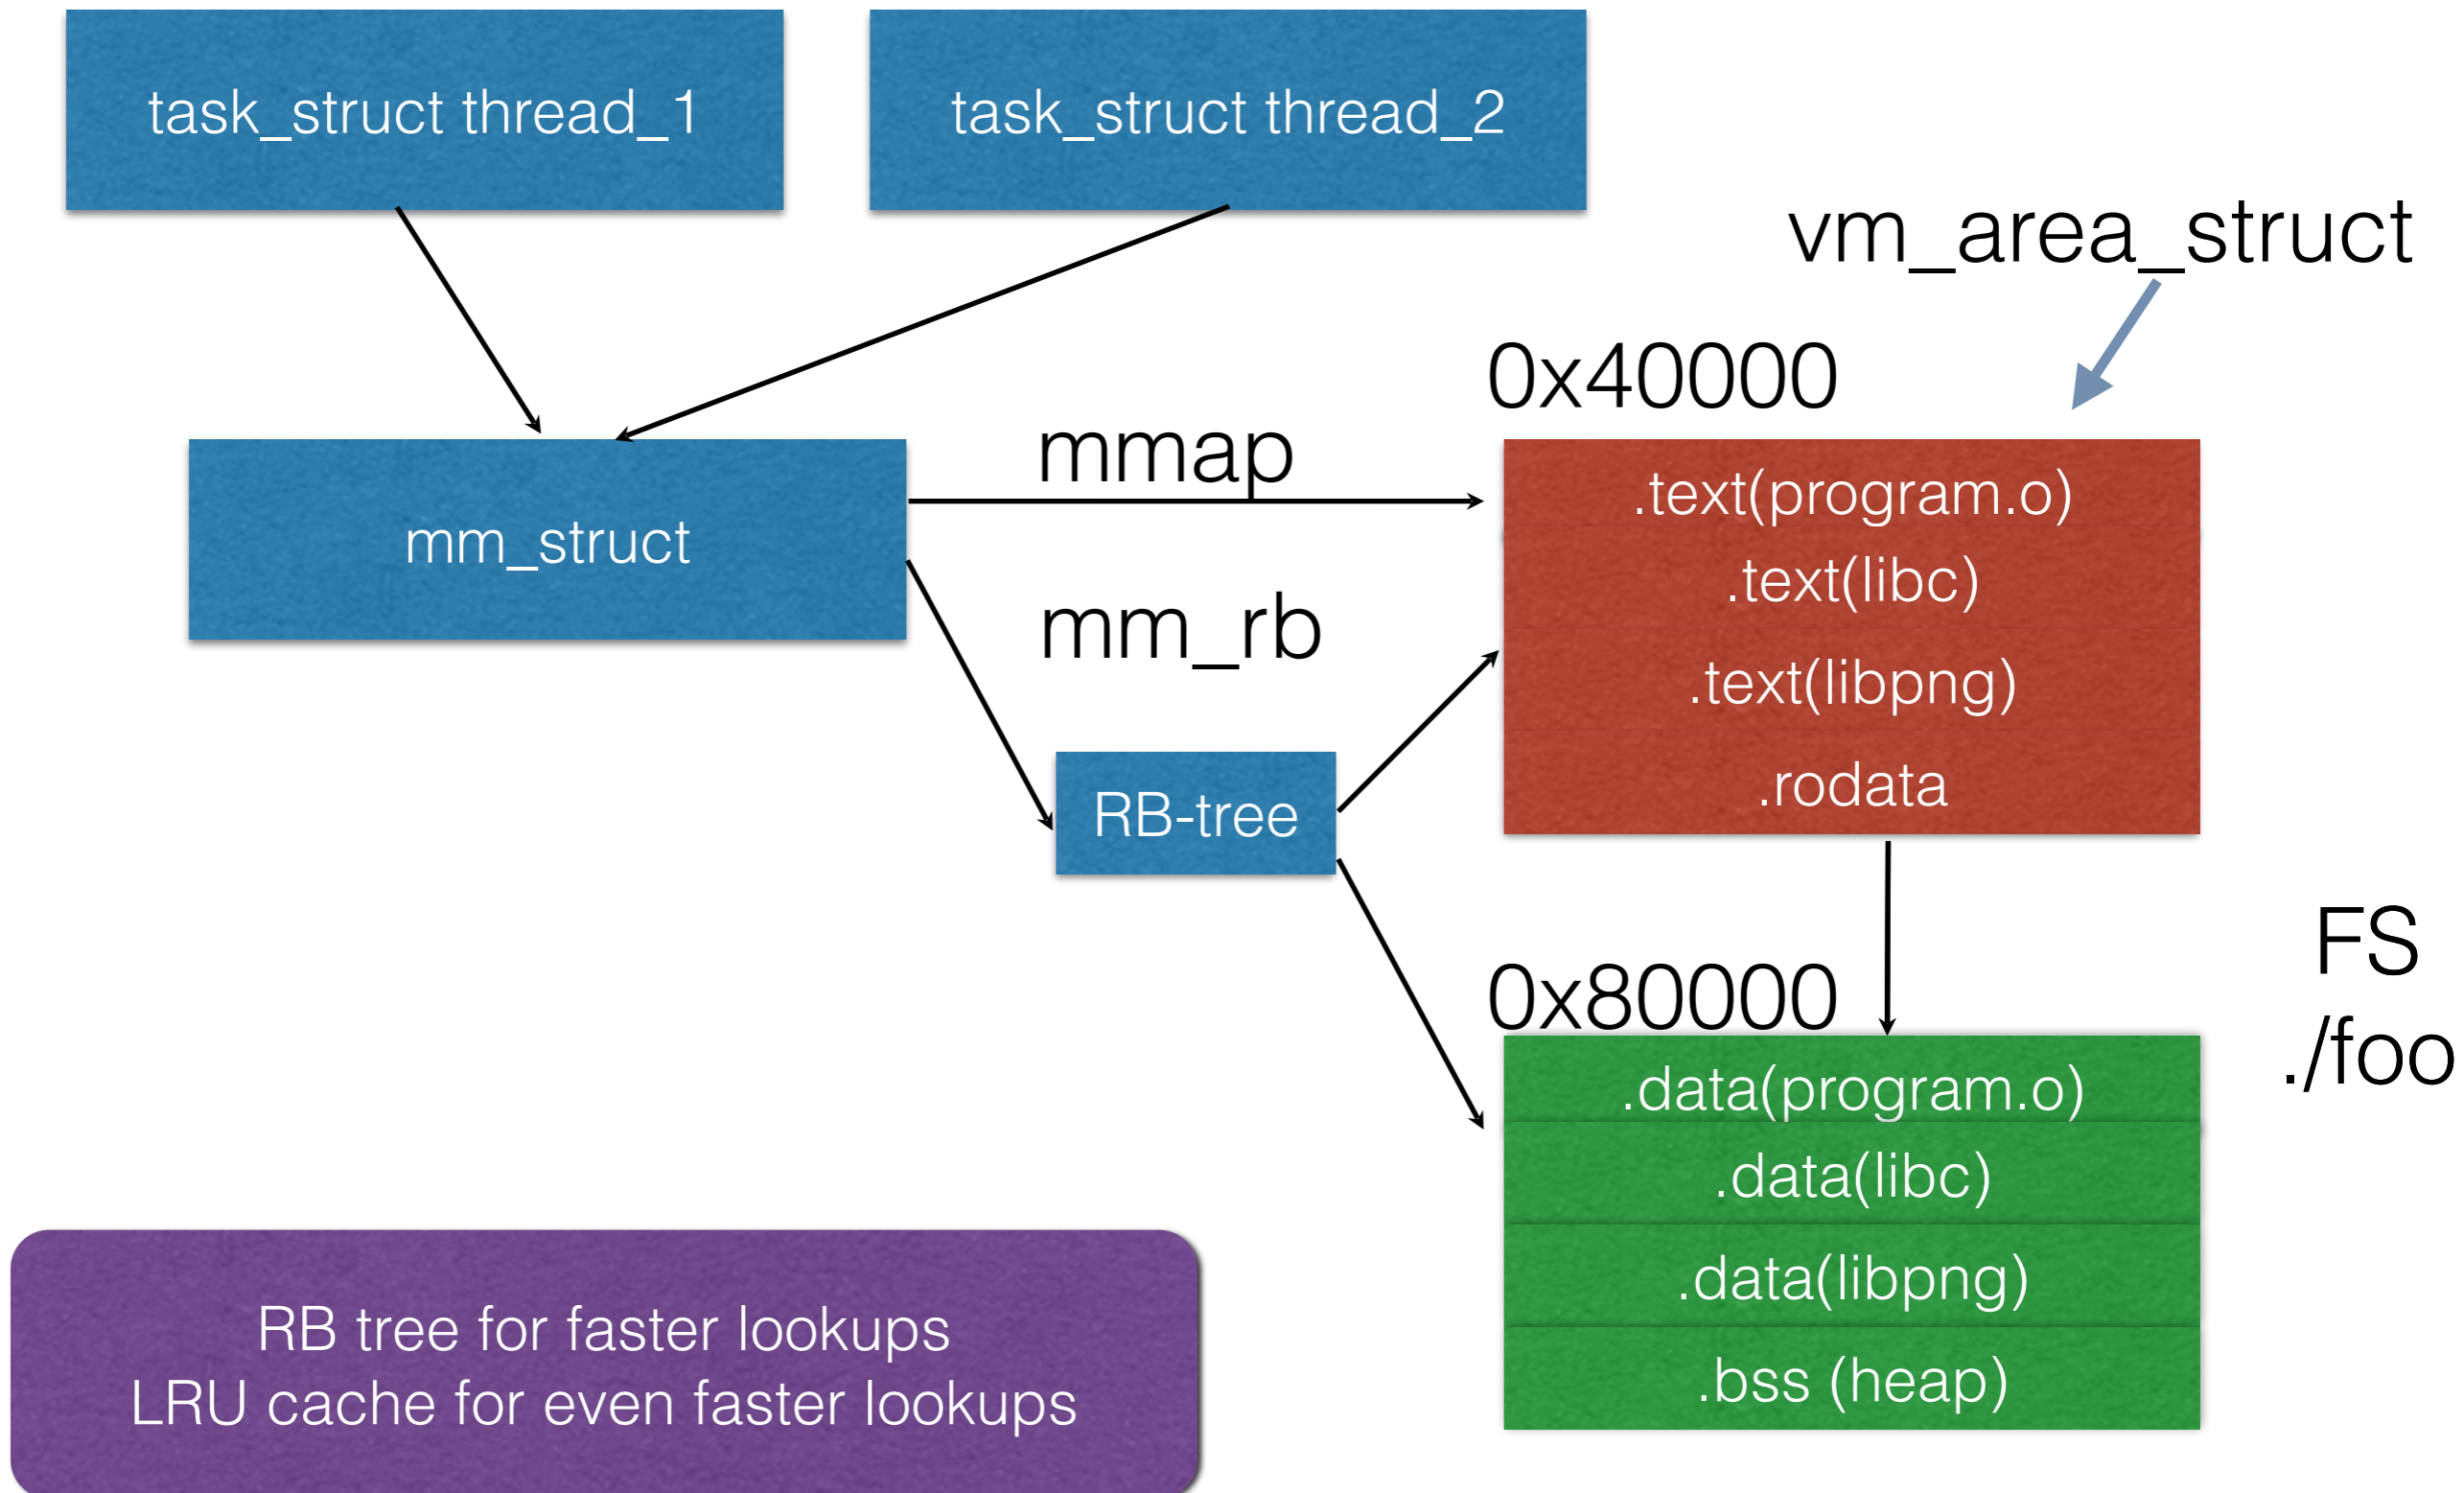 task_struct thread_1
task_struct thread_2
vm_area_struct
0x40000
mmap
mm_struct
mm_rb
.text(program.o)
.text(libc)
.text(libpng)
.rodata
RB-tree
0x80000
FS
./foo
.data(program.o)
.data(libc)
.data(libpng)
.bss (heap)
RB tree for faster lookups
LRU cache for even faster lookups